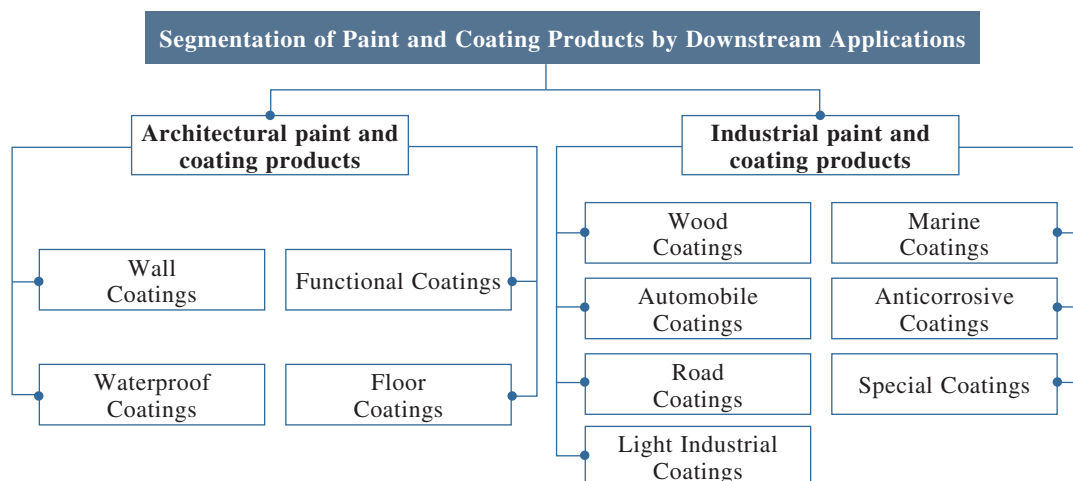 Segmentation of Paint and Coating Products by Downstream Applications
Architectural paint and
coating products
Industrial paint and
coating products
Wall
Coatings
Functional Coatings
Waterproof
Coatings
Floor
Coatings
Wood
Coatings
Marine
Coatings
Automobile
Coatings
Anticorrosive
Coatings
Road
Coatings
Special Coatings
Light Industrial
Coatings